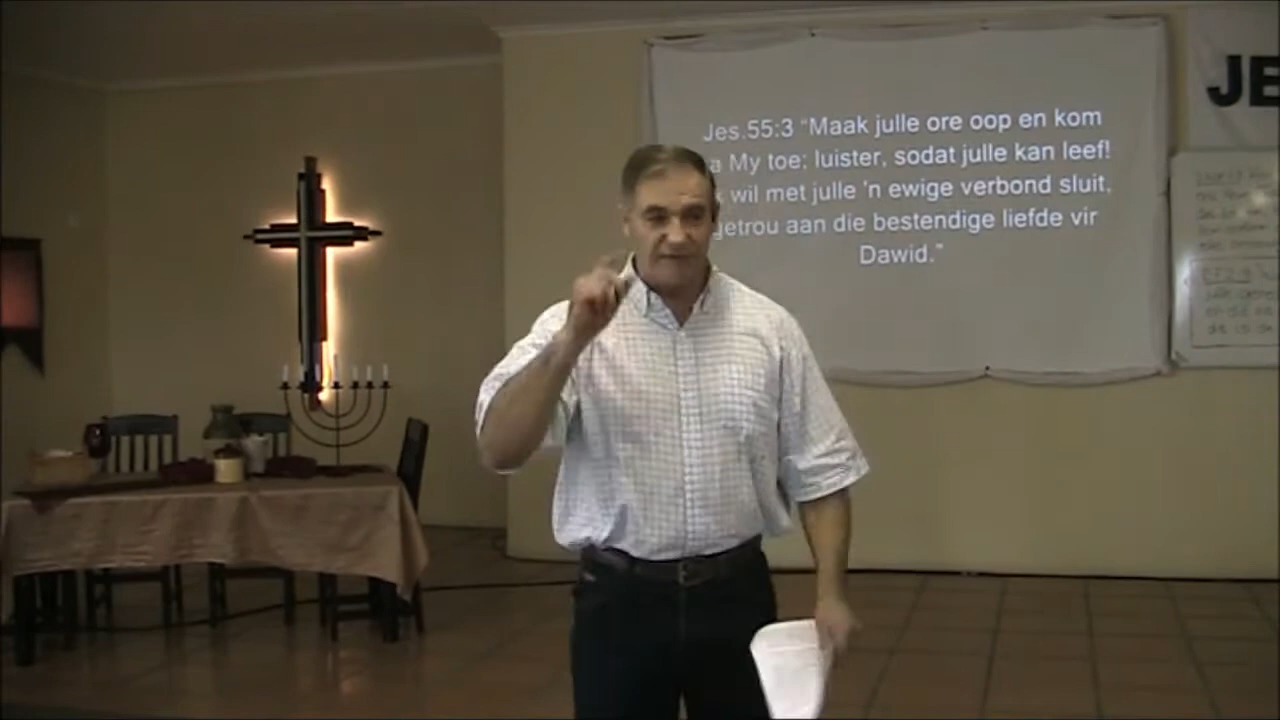 Jes.55:3 “Maak julle ore oop en kom
a My toe; luister, sodat julle kan leef!
wil met julle 'n ewige verbond sluit,
getrou aan die bestendige liefde vir
Dawid.”
JE